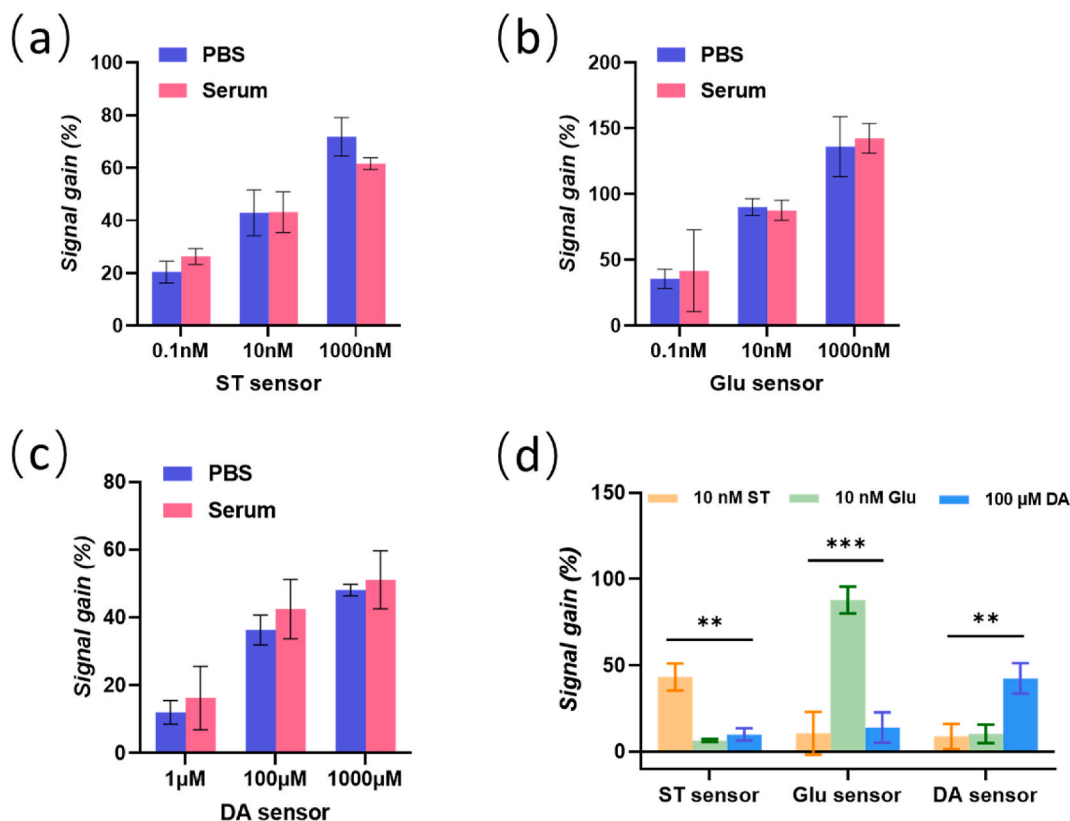 (a)
PBS
Serum
Signal gain (%)
100
80
60
40
20
0
0.1nM 10nM 1000nM
ST sensor
(b)
PBS
Serum
Signal gain (%)
200
150
100
50
0
0.1nM 10nM 1000nM
Glu sensor
(c)
PBS
Serum
Signal gain (%)
80
60
40
20
0
1μM 100μM 1000μM
DA sensor
(d)
10 nM ST 10 nM Glu 100 μM DA
Signal gain (%)
150
100
50
0
** *** **
ST sensor Glu sensor DA sensor